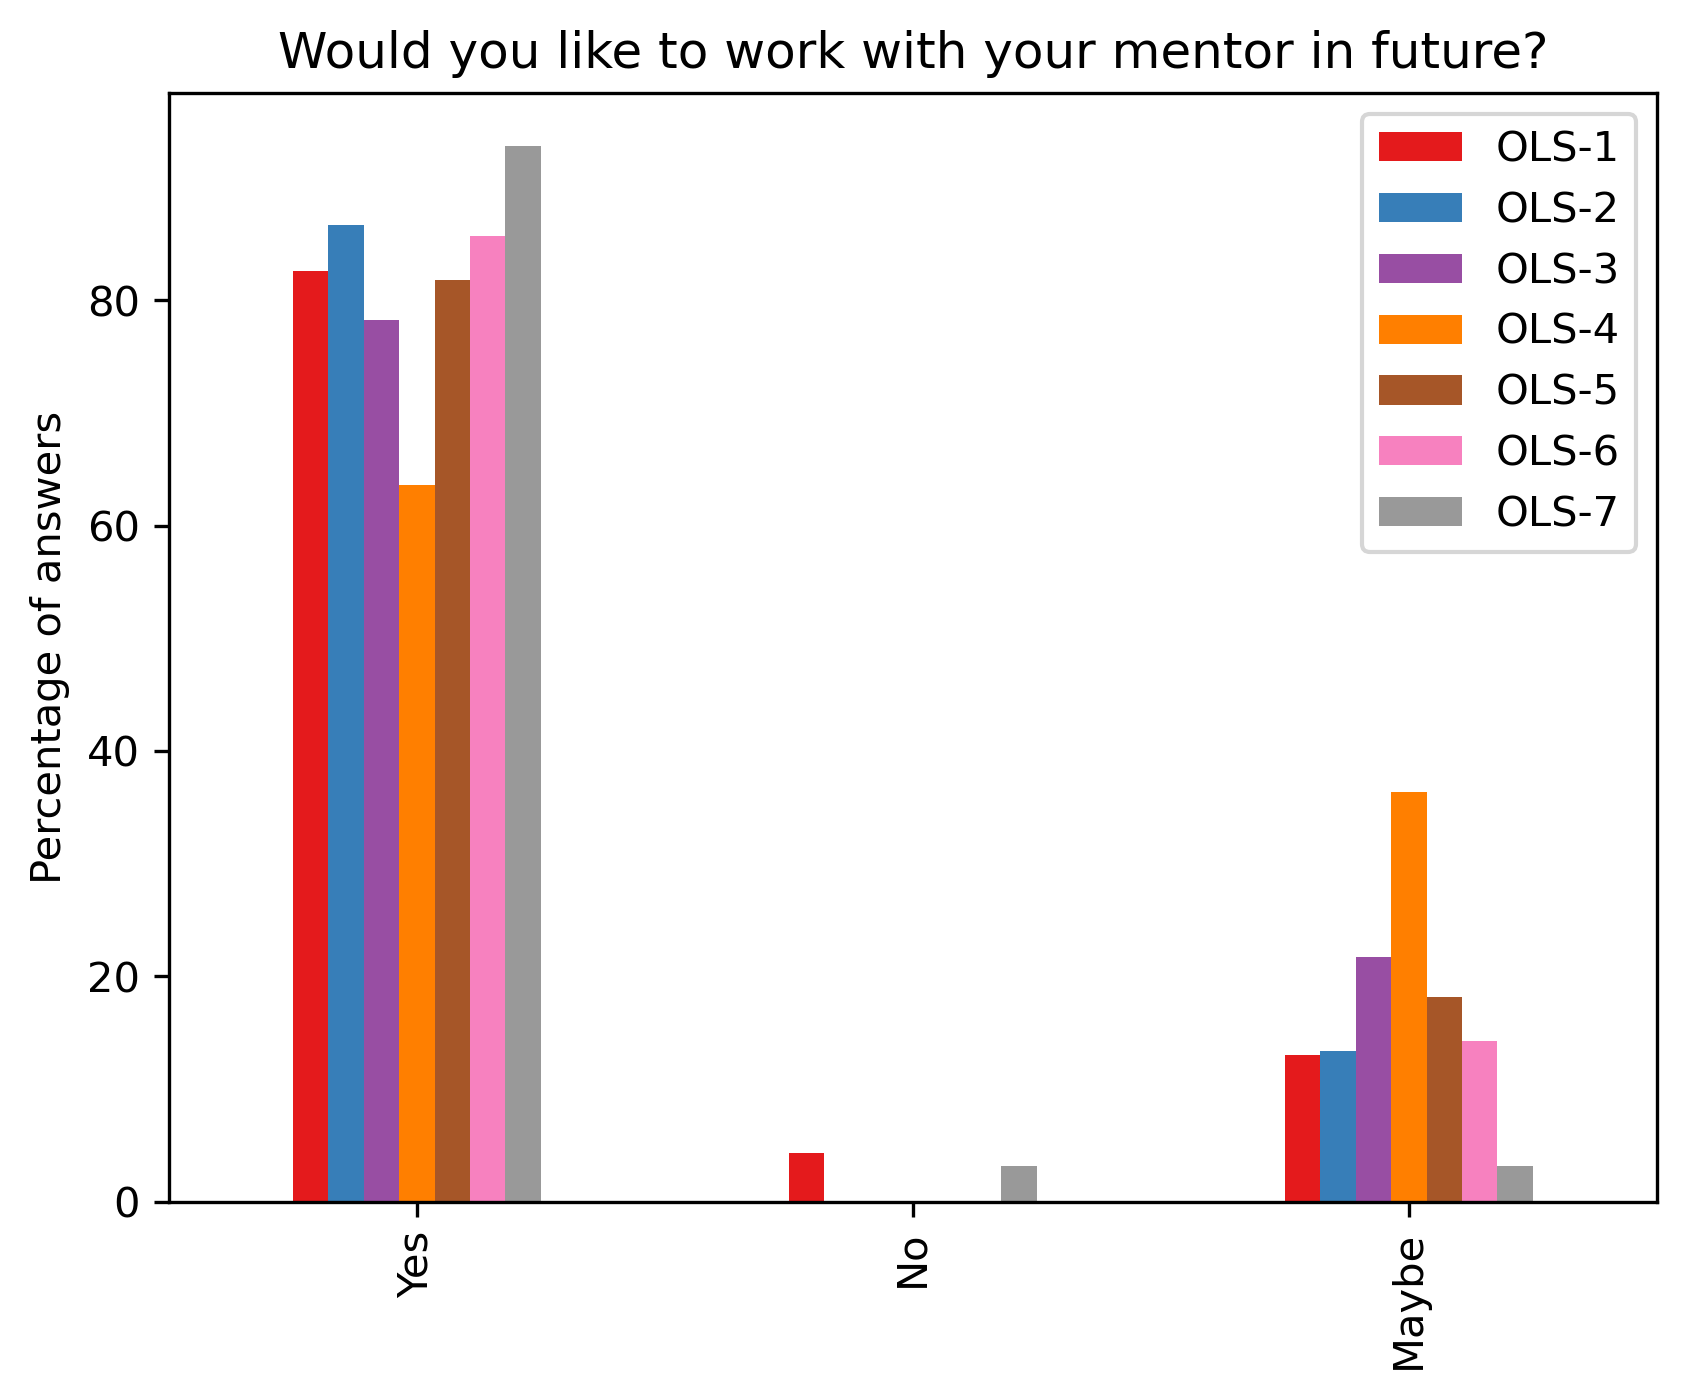 Would you like to work with your mentor in future?
OLS-1
OLS-2
OLS-3
OLS-4
OLS-5
OLS-6
OLS-7
Percentage of answers
80
60
40
20
0
Yes
No
Maybe